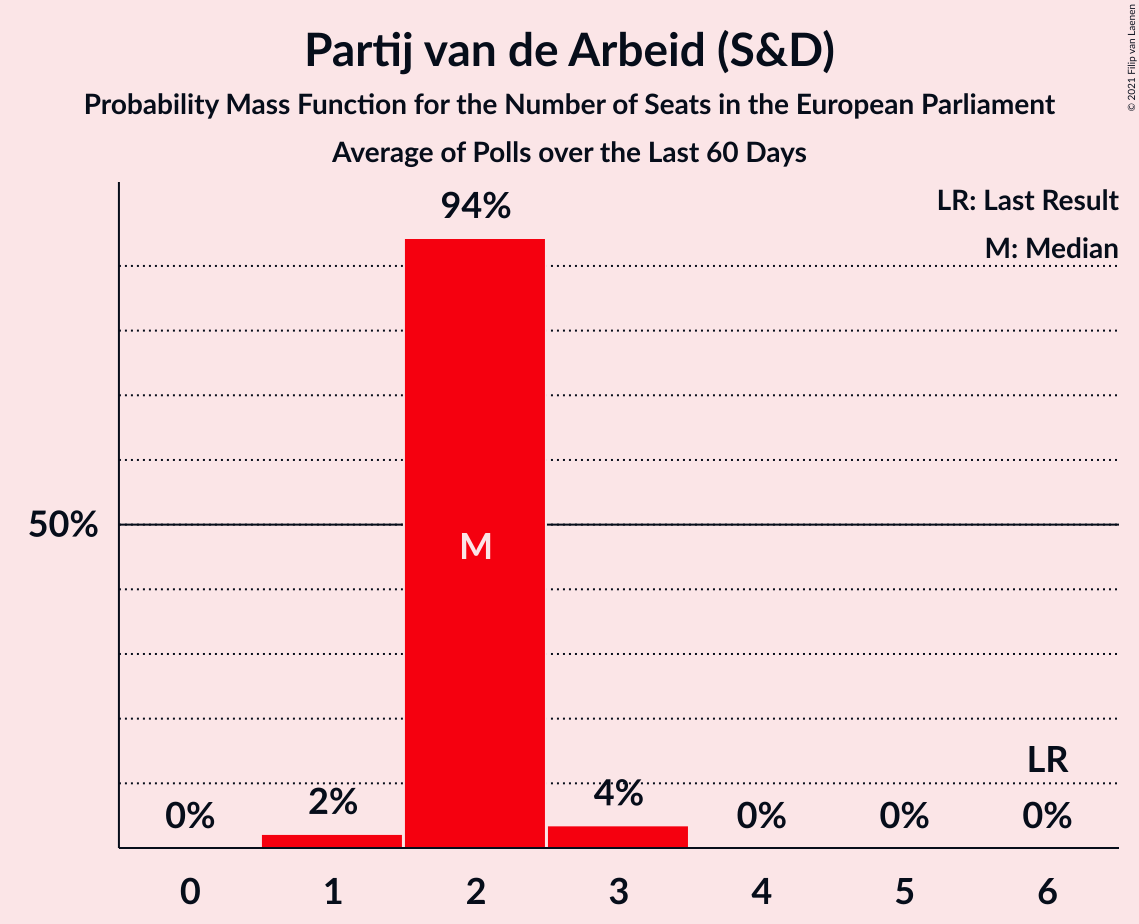 Partij van de Arbeid (S&D)
Probability Mass Function for the Number of Seats in the European Parliament
Average of Polls over the Last 60 Days
© 2021 Filip van Laenen
LR: Last Result
M: Median
94%
50%
M
LR
0% 2% 4% 0% 0% 0%
0 1 2 3 4 5 6